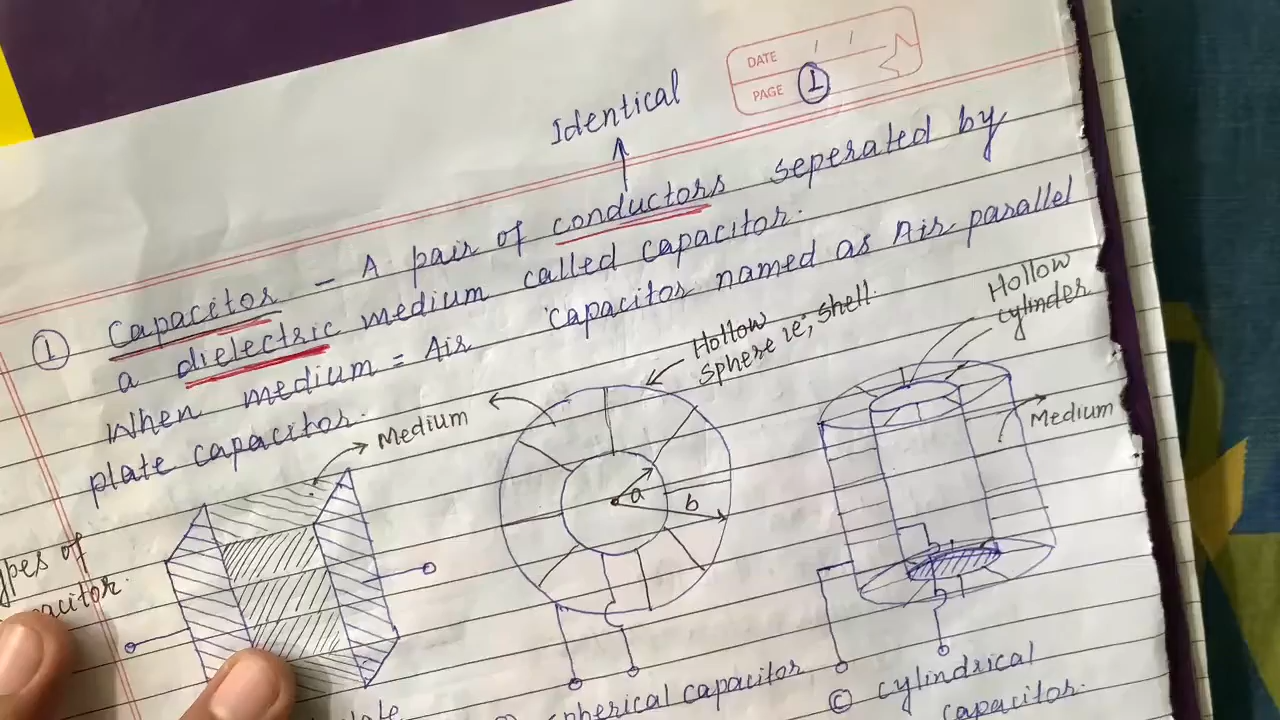 DATE / /
PAGE 1
Identical
① Capacitor - A pair of conductors seperated by
a dielectric medium called capacitor.
When medium = Air capacitor named as Air parallel
plate capacitor.
Medium
Hollow
sphere ie, shell.
Hollow
cylinder
Medium
a
b
of
spherical capacitor
© cylindrical
capacitor.